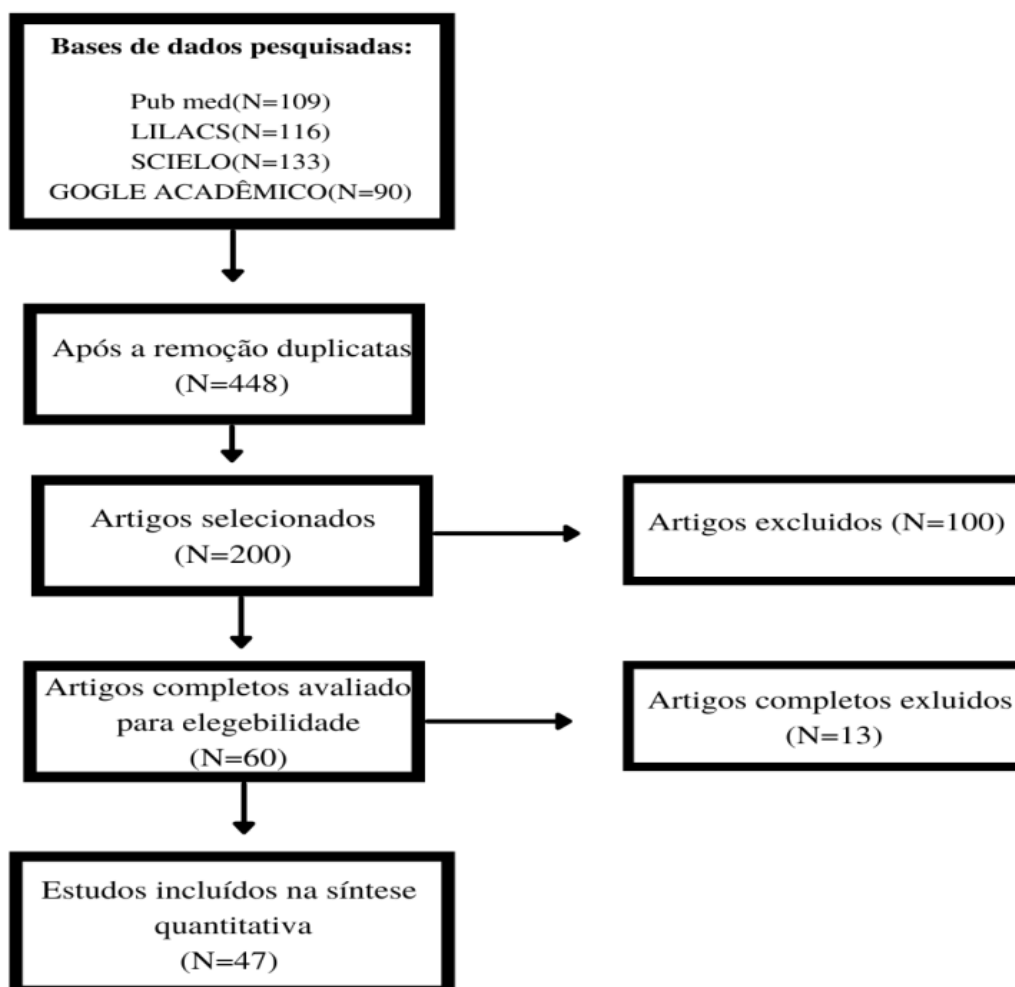 Bases de dados pesquisadas:
Pub med(N=109)
LILACS(N=116)
SCIELO(N=133)
GOGLE ACADÊMICO(N=90)
Após a remoção duplicatas
(N=448)
Artigos selecionados
(N=200)
Artigos excluidos (N=100)
Artigos completos avaliado
para elegebilidade
(N=60)
Artigos completos exluidos
(N=13)
Estudos incluídos na síntese
quantitativa
(N=47)